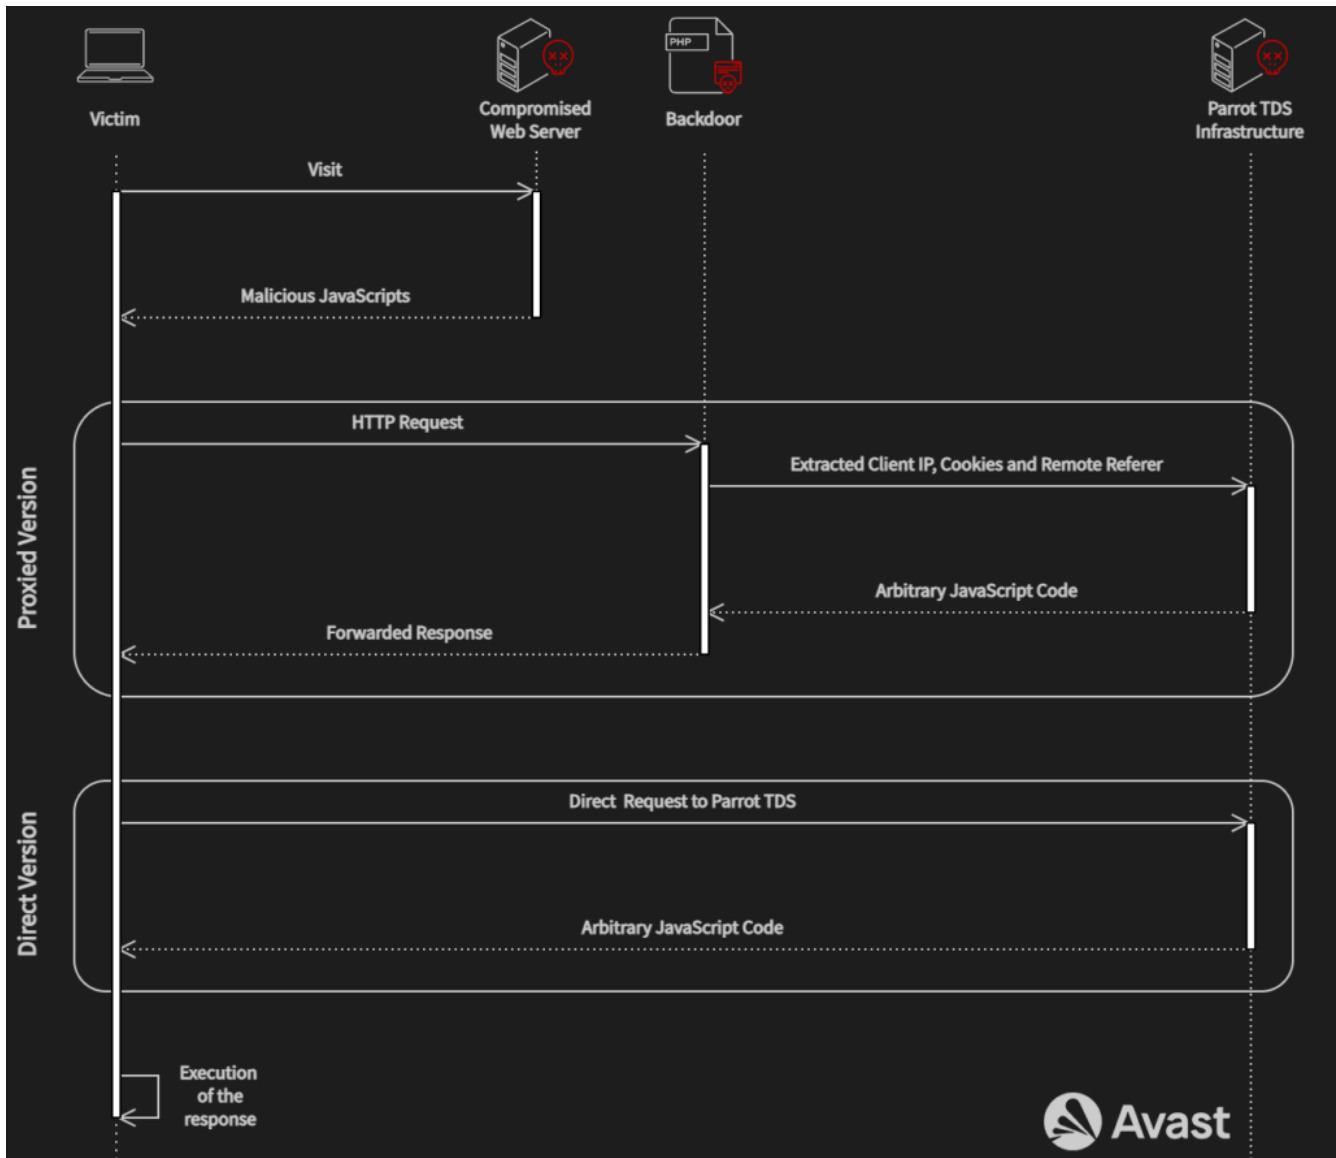 PHP
Victim
Compromised
Web Server
Backdoor
Parrot TDS
Infrastructure
Visit
Malicious JavaScripts
Proxied Version
HTTP Request
Extracted Client IP, Cookies and Remote Referer
Arbitrary JavaScript Code
Forwarded Response
Direct Version
Direct Request to Parrot TDS
Arbitrary JavaScript Code
Execution
of the
response
Avast